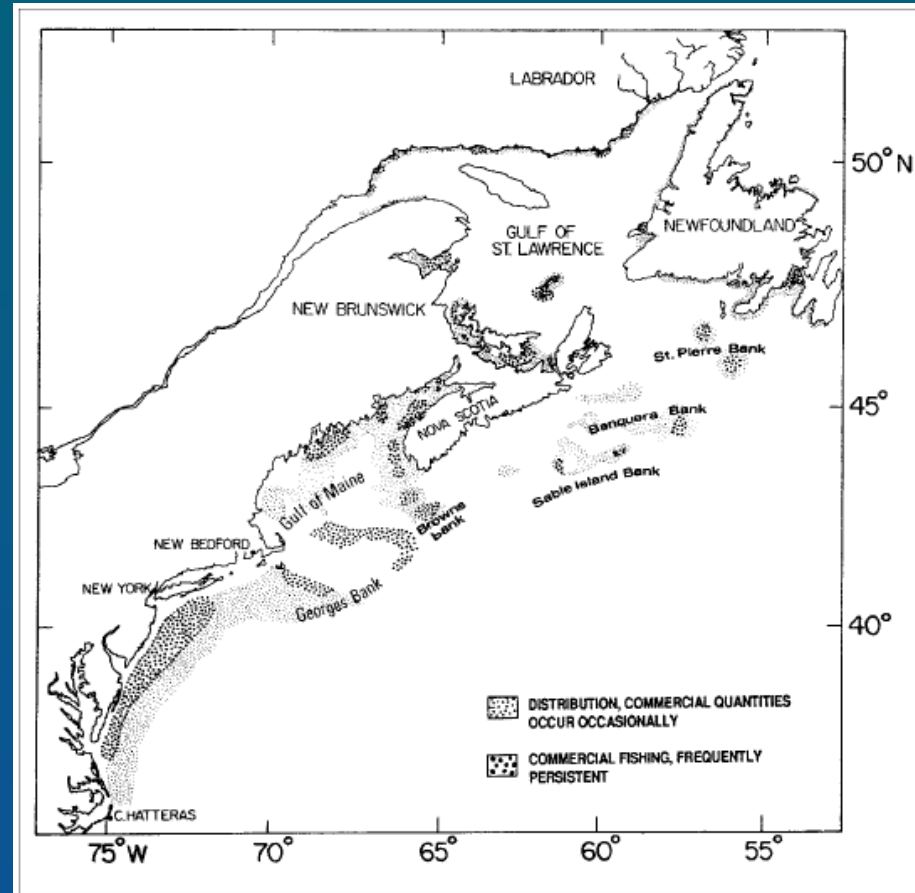 LABRADOR
50° N
NEWFOUNDLAND
GULF OF
ST. LAWRENCE
NEW BRUNSWICK
St. Pierre Bank
NOVA SCOTIA
45°
Banquera Bank
Sable Island Bank
Gulf of Maine
Browns
bank
NEW BEDFORD
NEW YORK
Georges Bank
40°
DISTRIBUTION, COMMERCIAL QUANTITIES
OCCUR OCCASIONALLY
COMMERCIAL FISHING, FREQUENTLY
PERSISTENT
C.HATTERAS
75° W
70°
65°
60°
55°